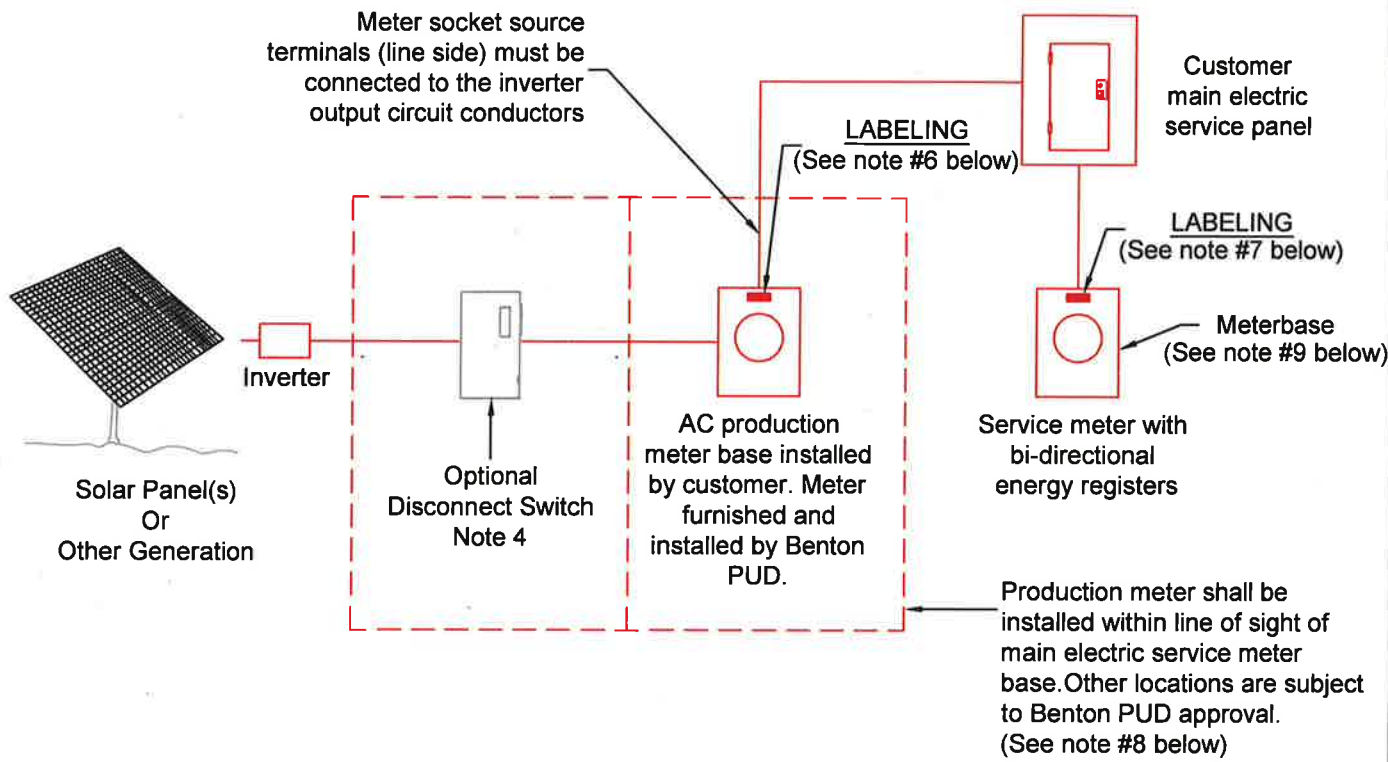 Meter socket source
terminals (line side) must be
connected to the inverter
output circuit conductors
LABELING
(See note #6 below)
Customer
main electric
service panel
LABELING
(See note #7 below)
Meterbase
(See note #9 below)
Inverter
Solar Panel(s)
Or
Other Generation
Optional
Disconnect Switch
Note 4
AC production
meter base installed
by customer. Meter
furnished and
installed by Benton
PUD.
Service meter with
bi-directional
energy registers
Production meter shall be
installed within line of sight of
main electric service meter
base.Other locations are subject
to Benton PUD approval.
(See note #8 below)